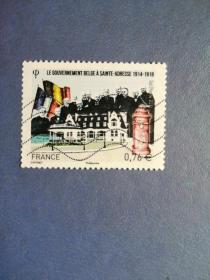 LE GOUVERNEMENT BELGE À SAINTE-ADRESSE 1914-1918
FRANCE
0,76 €